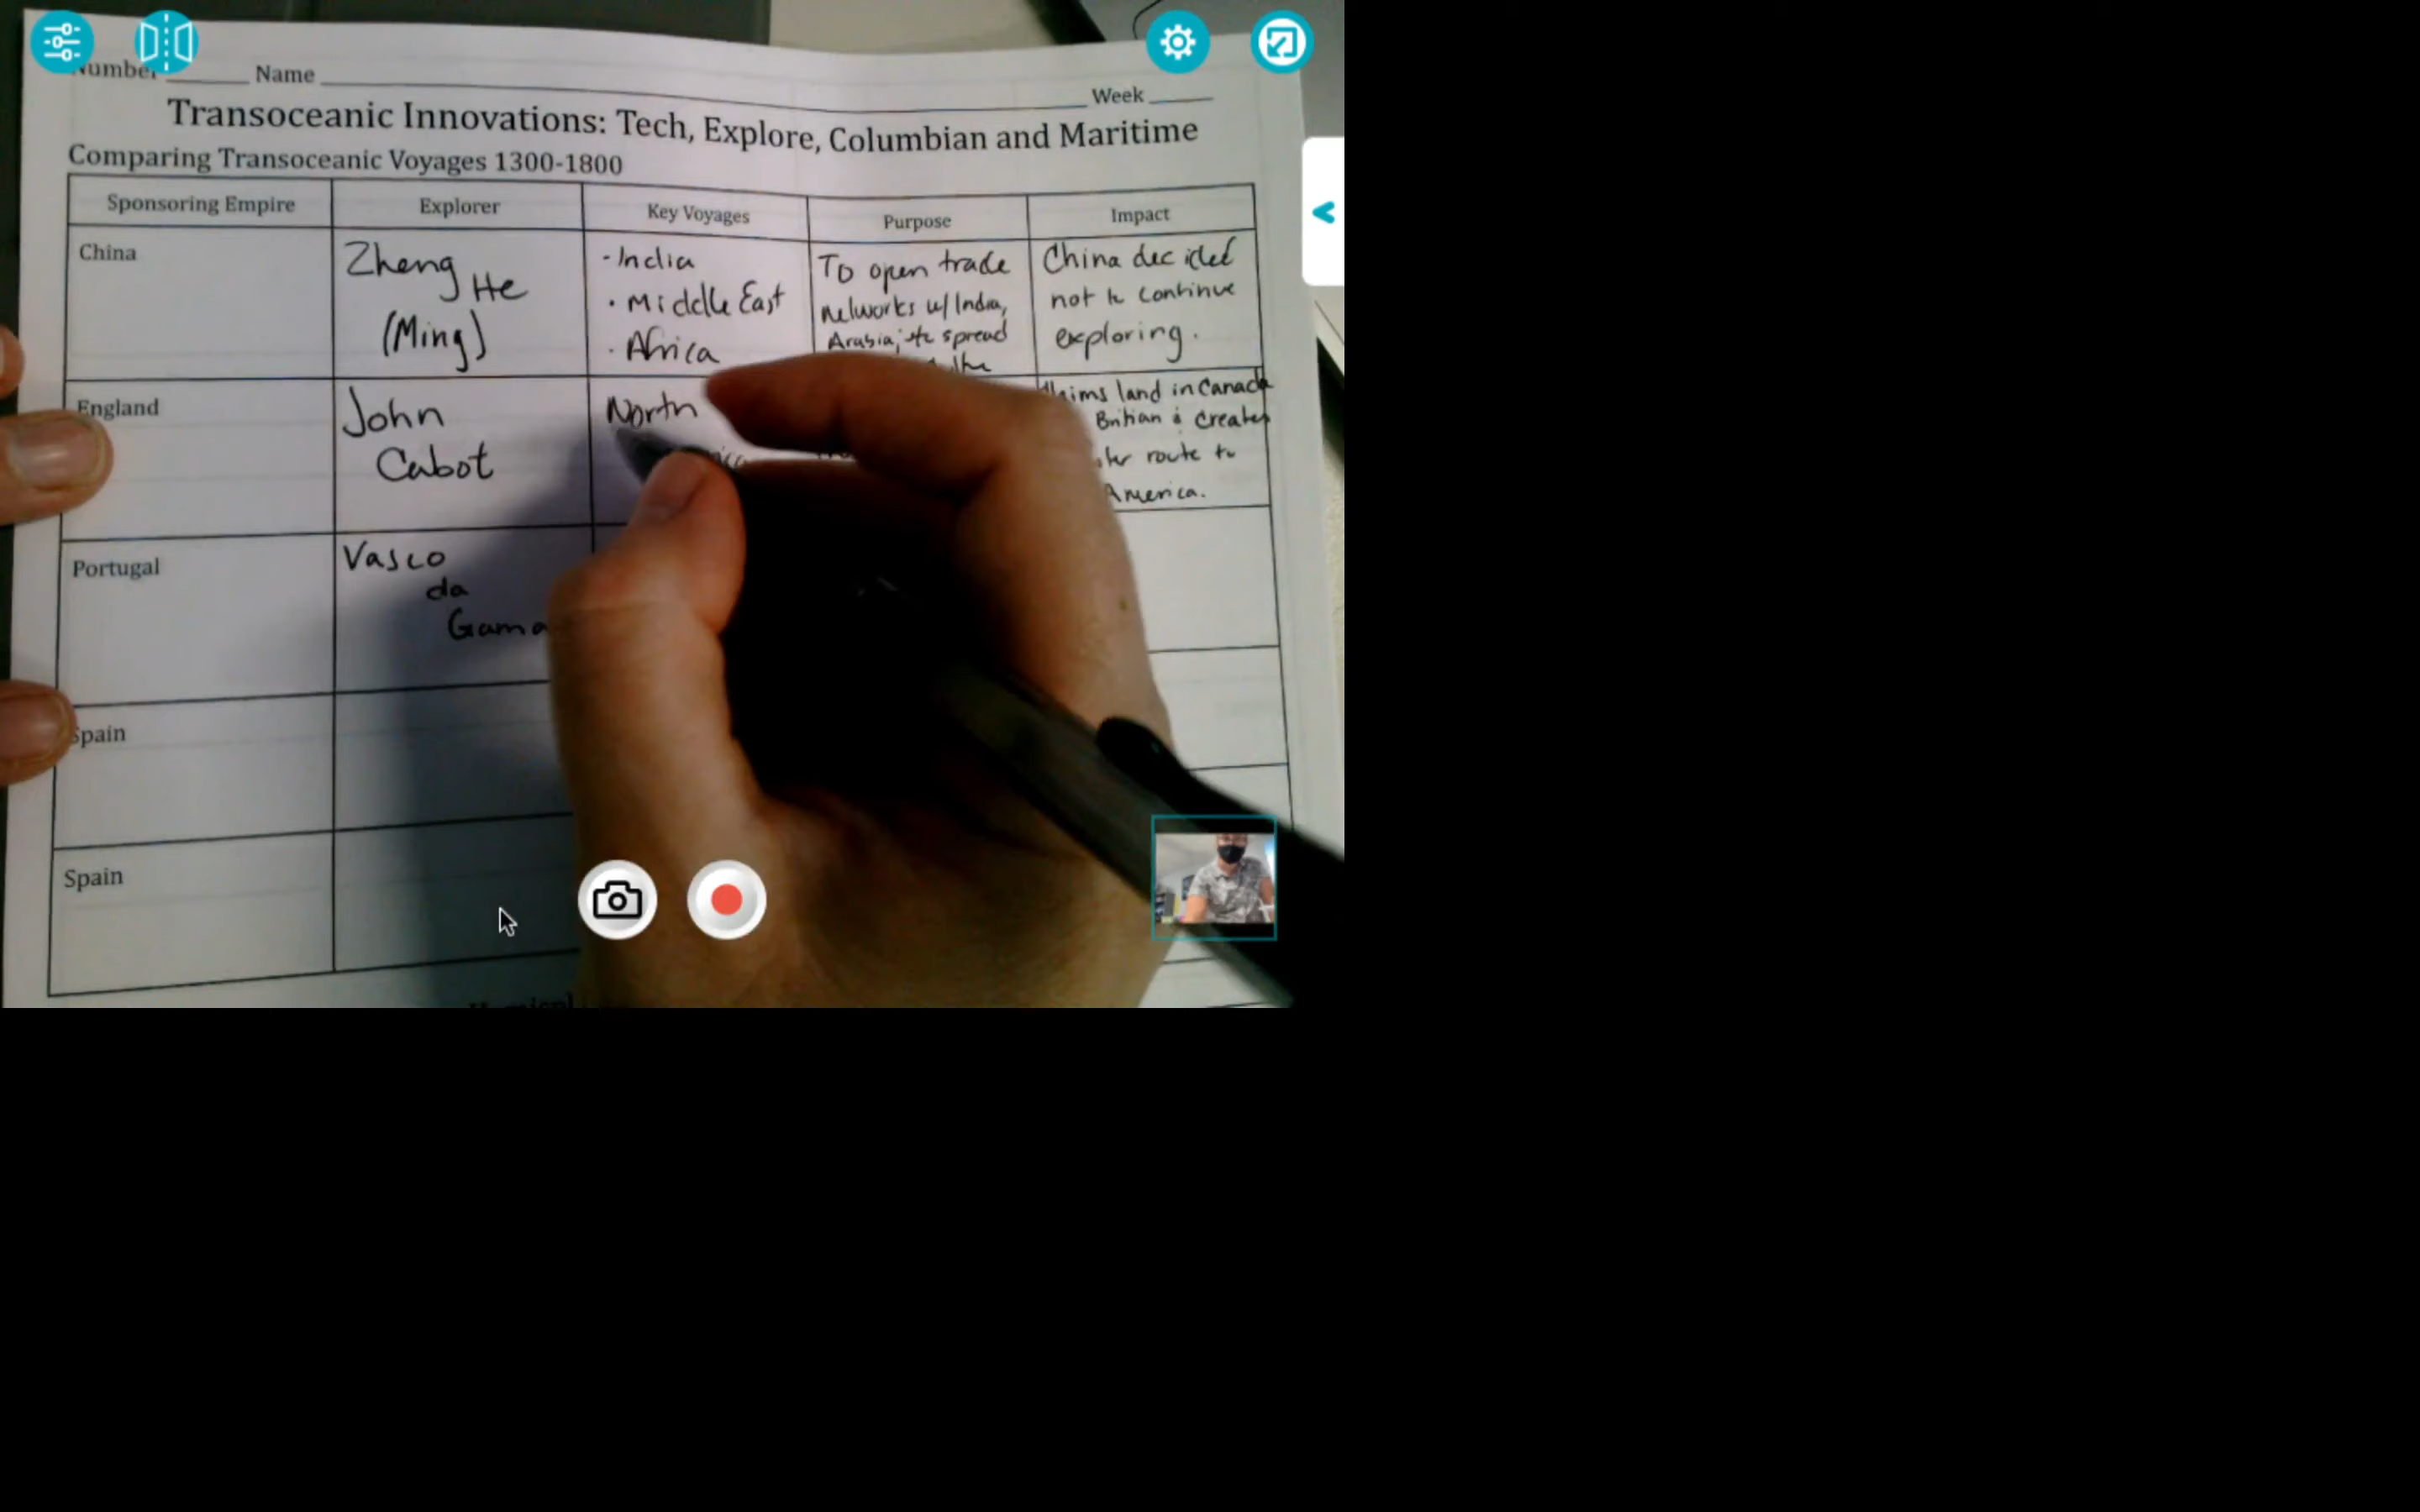 Number Name Week
Transoceanic Innovations: Tech, Explore, Columbian and Maritime
Comparing Transoceanic Voyages 1300-1800
Sponsoring Empire Explorer Key Voyages Purpose Impact
China
Zheng
He
(Ming)
· India
· Middle East
· Africa
To open trade
networks w/ India,
Arabia; to spread
the
China decided
not to continue
exploring.
England
John
Cabot
North
land in Canada
Britian & creates
route to
America.
Portugal
Vasco
da
Gama
Spain
Spain